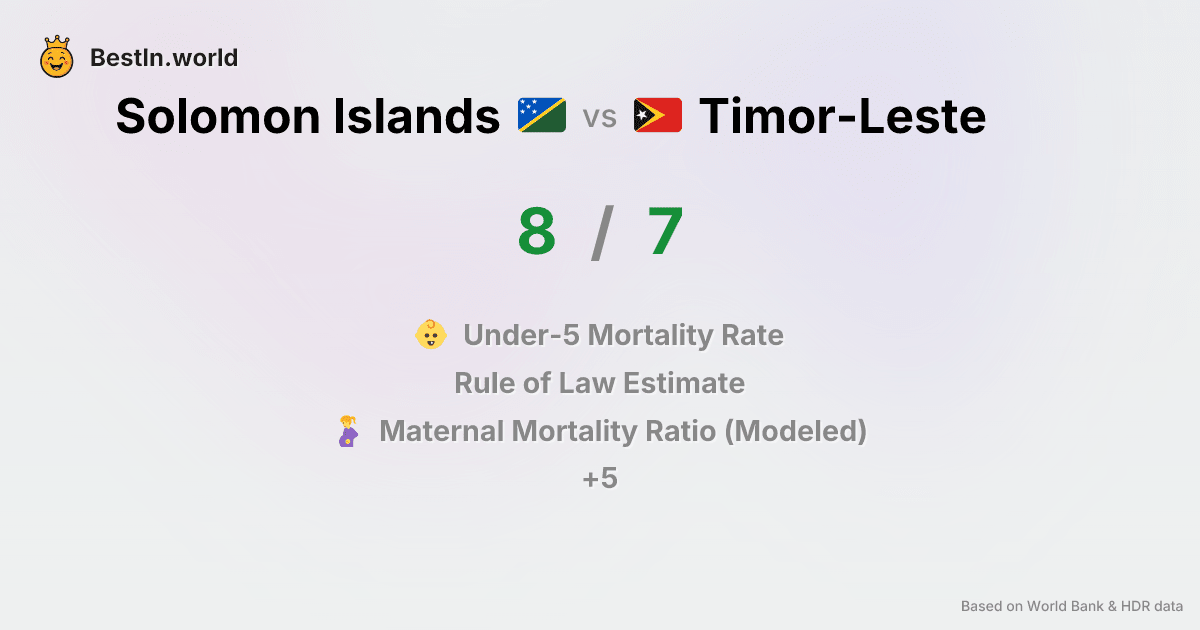 BestIn.world
Solomon Islands vs Timor-Leste
8 / 7
Under-5 Mortality Rate
Rule of Law Estimate
Maternal Mortality Ratio (Modeled)
+5
Based on World Bank & HDR data